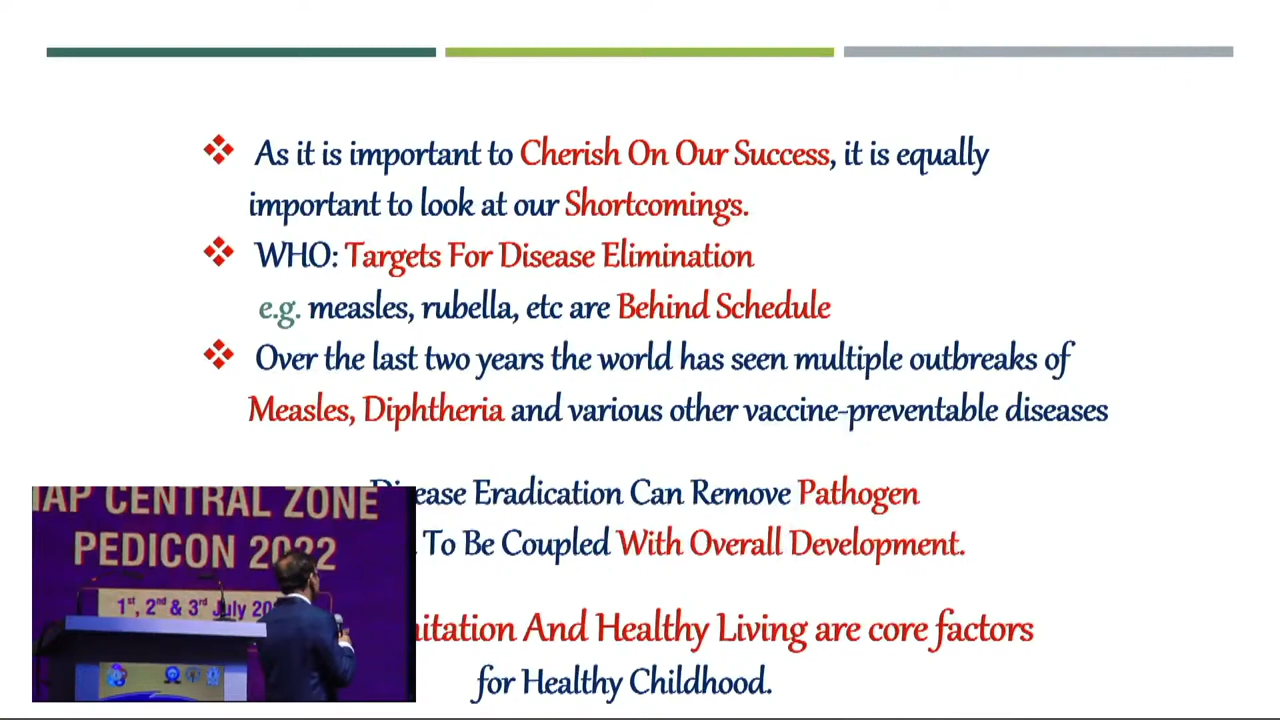 As it is important to Cherish On Our Success, it is equally
important to look at our Shortcomings.
WHO: Targets For Disease Elimination
e.g. measles, rubella, etc are Behind Schedule
Over the last two years the world has seen multiple outbreaks of
Measles, Diphtheria and various other vaccine-preventable diseases
Disease Eradication Can Remove Pathogen
To Be Coupled With Overall Development.
And Healthy Living are core factors
for Healthy Childhood.
IAP CENTRAL ZONE
PEDICON 2022
1st, 2nd & 3rd July